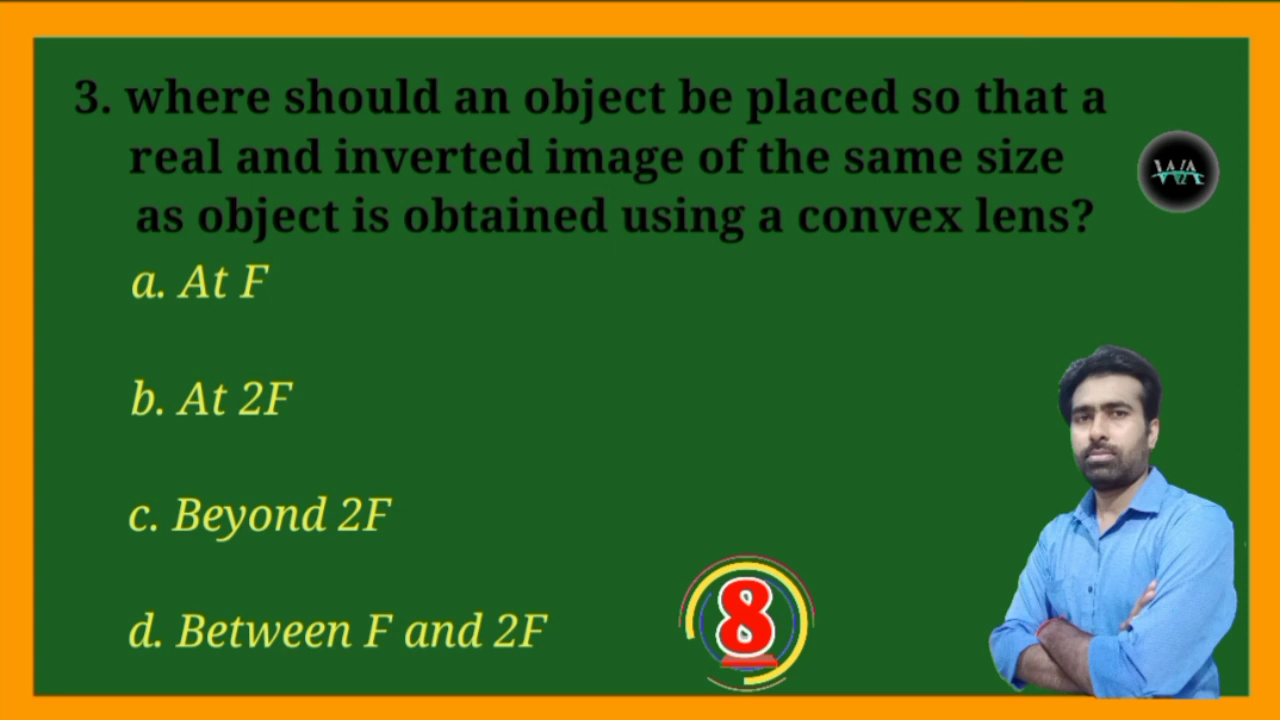 3. where should an object be placed so that a
real and inverted image of the same size
as object is obtained using a convex lens?
a. At F
b. At 2F
c. Beyond 2F
d. Between F and 2F
8